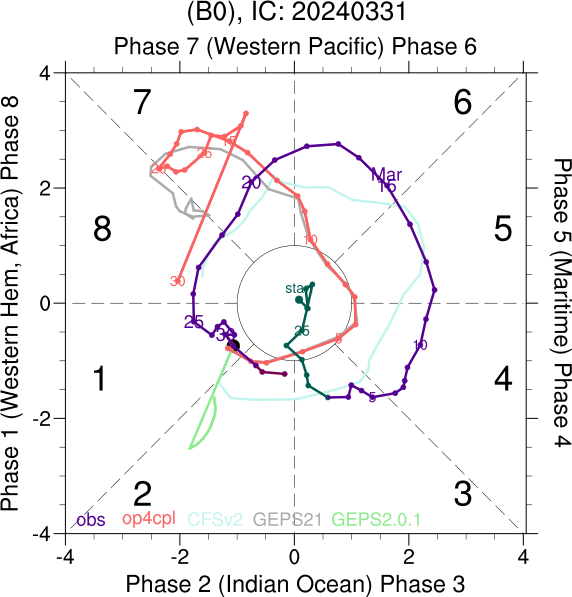 (B0), IC: 20240331
Phase 7 (Western Pacific) Phase 6
4
7
6
Mar
15
15
25
20
20
Phase 1 (Western Hem, Africa) Phase 8
Phase 5 (Maritime) Phase 4
2
8
5
10
30
star
0
25
25
5
10
30
1
4
-2
5
2
3
obs
op4cpl
CFSv2
GEPS21
GEPS2.0.1
-4
-4
-2
0
2
4
Phase 2 (Indian Ocean) Phase 3